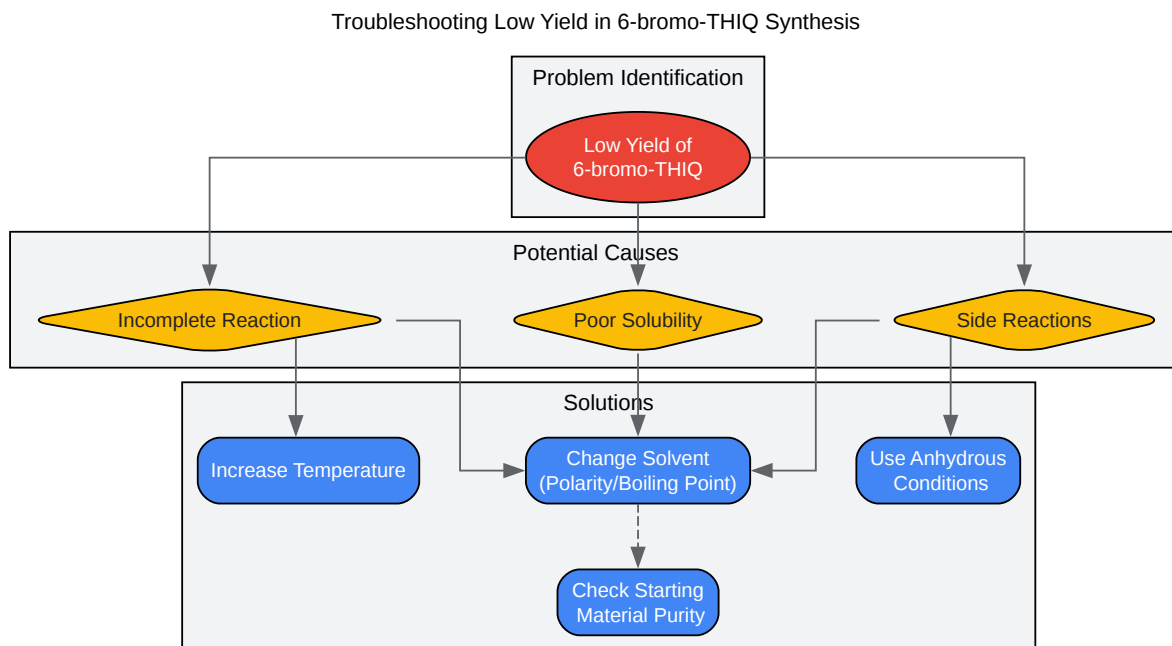 Troubleshooting Low Yield in 6-bromo-THIQ Synthesis
Problem Identification
Low Yield of
6-bromo-THIQ
Potential Causes
Incomplete Reaction
Poor Solubility
Side Reactions
Solutions
Increase Temperature
Change Solvent
(Polarity/Boiling Point)
Use Anhydrous
Conditions
Check Starting
Material Purity